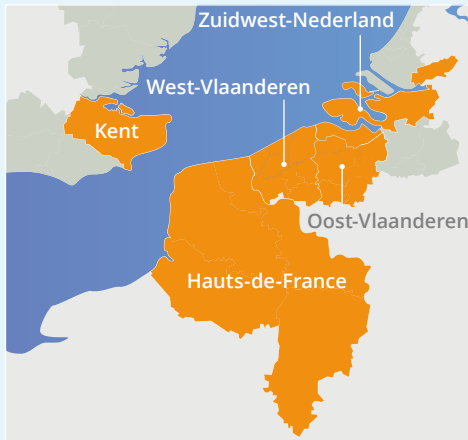 Zuidwest-Nederland
West-Vlaanderen
Kent
Oost-Vlaanderen
Hauts-de-France